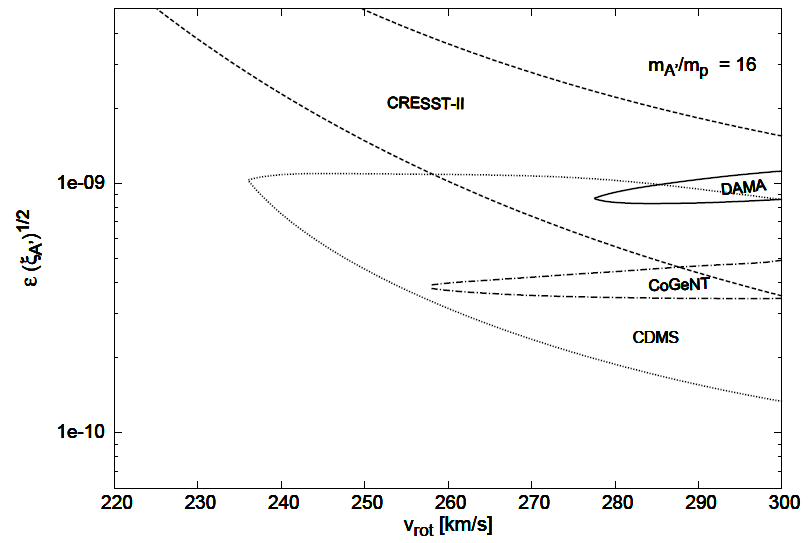 m_A'/m_p = 16
CRESST-II
1e-09
DAMA
ε (ξ_A')^1/2
CoGeNT
CDMS
1e-10
220 230 240 250 260 270 280 290 300
v_rot [km/s]